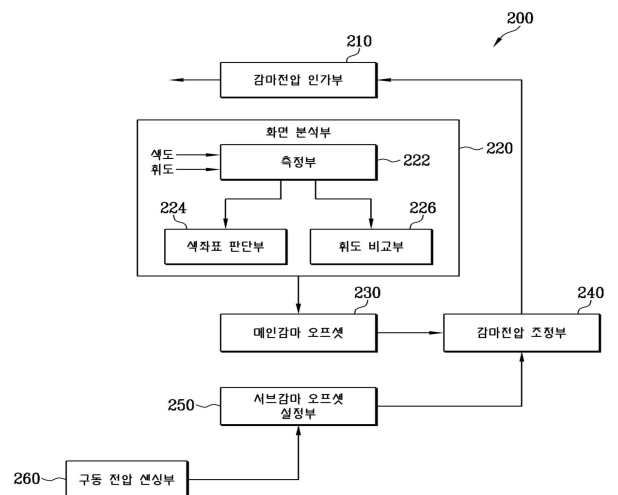 200
210
감마전압 인가부
화면 분석부
220
색도
휘도
측정부
222
224
226
색좌표 판단부
휘도 비교부
230
240
메인감마 오프셋
감마전압 조정부
250
서브감마 오프셋
설정부
260
구동 전압 센싱부